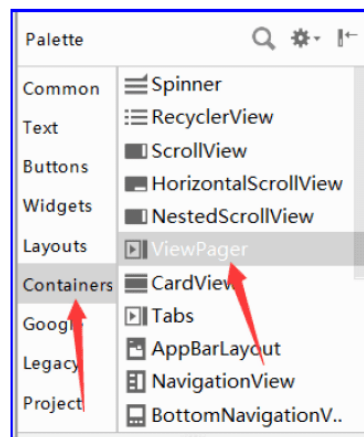 Palette
Common
Text
Buttons
Widgets
Layouts
Containers
Google
Legacy
Project
Spinner
RecyclerView
ScrollView
HorizontalScrollView
NestedScrollView
ViewPager
CardView
Tabs
AppBarLayout
NavigationView
BottomNavigationV..